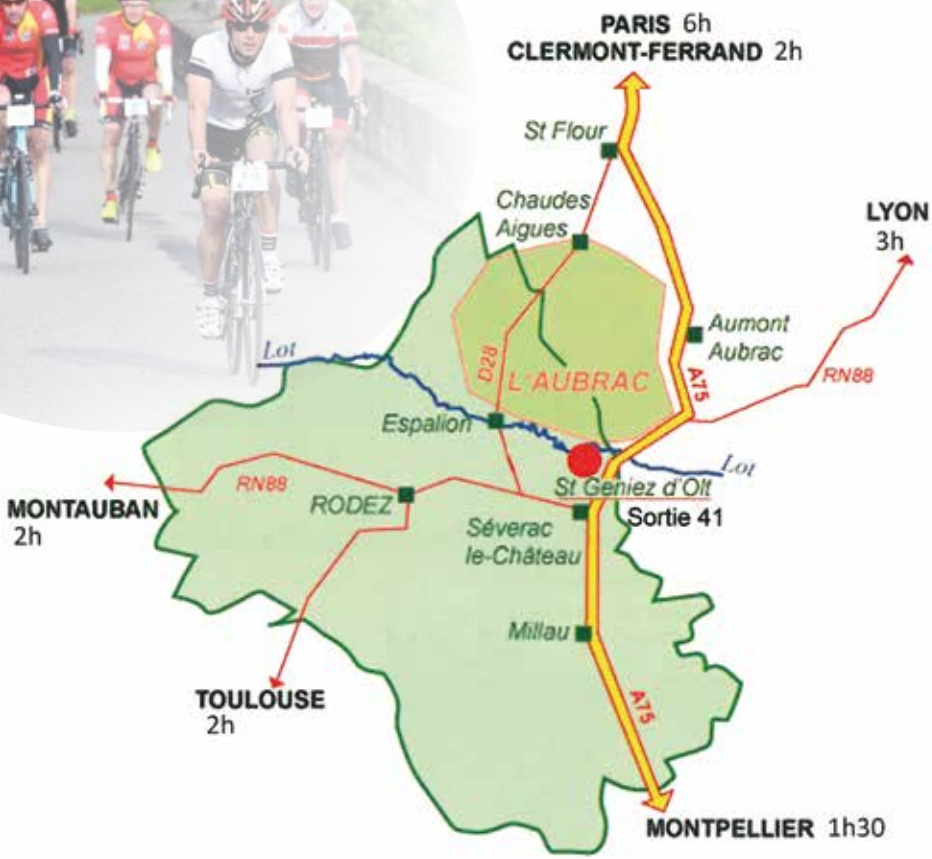 PARIS 6h
CLERMONT-FERRAND 2h
St Flour
Chaudes
Aigues
LYON
3h
Aumont
Aubrac
Lot
D28
L'AUBRAC
A75
RN88
Espalion
Lot
MONTAUBAN
2h
RN88
RODEZ
St Geniez d'Olt
Sortie 41
Séverac
le-Château
Millau
TOULOUSE
2h
A75
MONTPELLIER 1h30